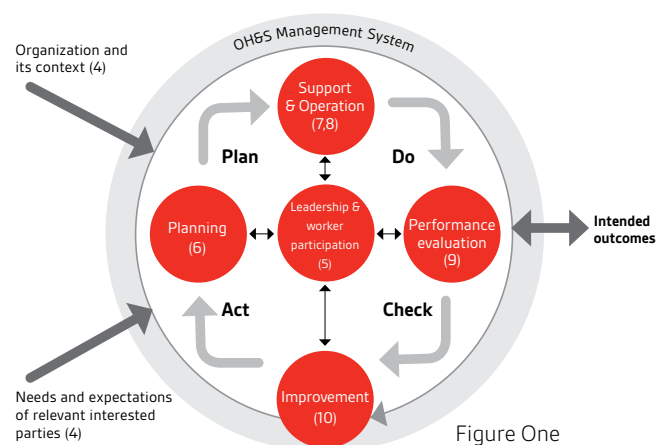 OH&S Management System
Organization and
its context (4)
Support
& Operation
(7,8)
Plan
Do
Planning
(6)
Leadership &
worker
participation
(5)
Performance
evaluation
(9)
Intended
outcomes
Act
Check
Improvement
(10)
Needs and expectations
of relevant interested
parties (4)
Figure One